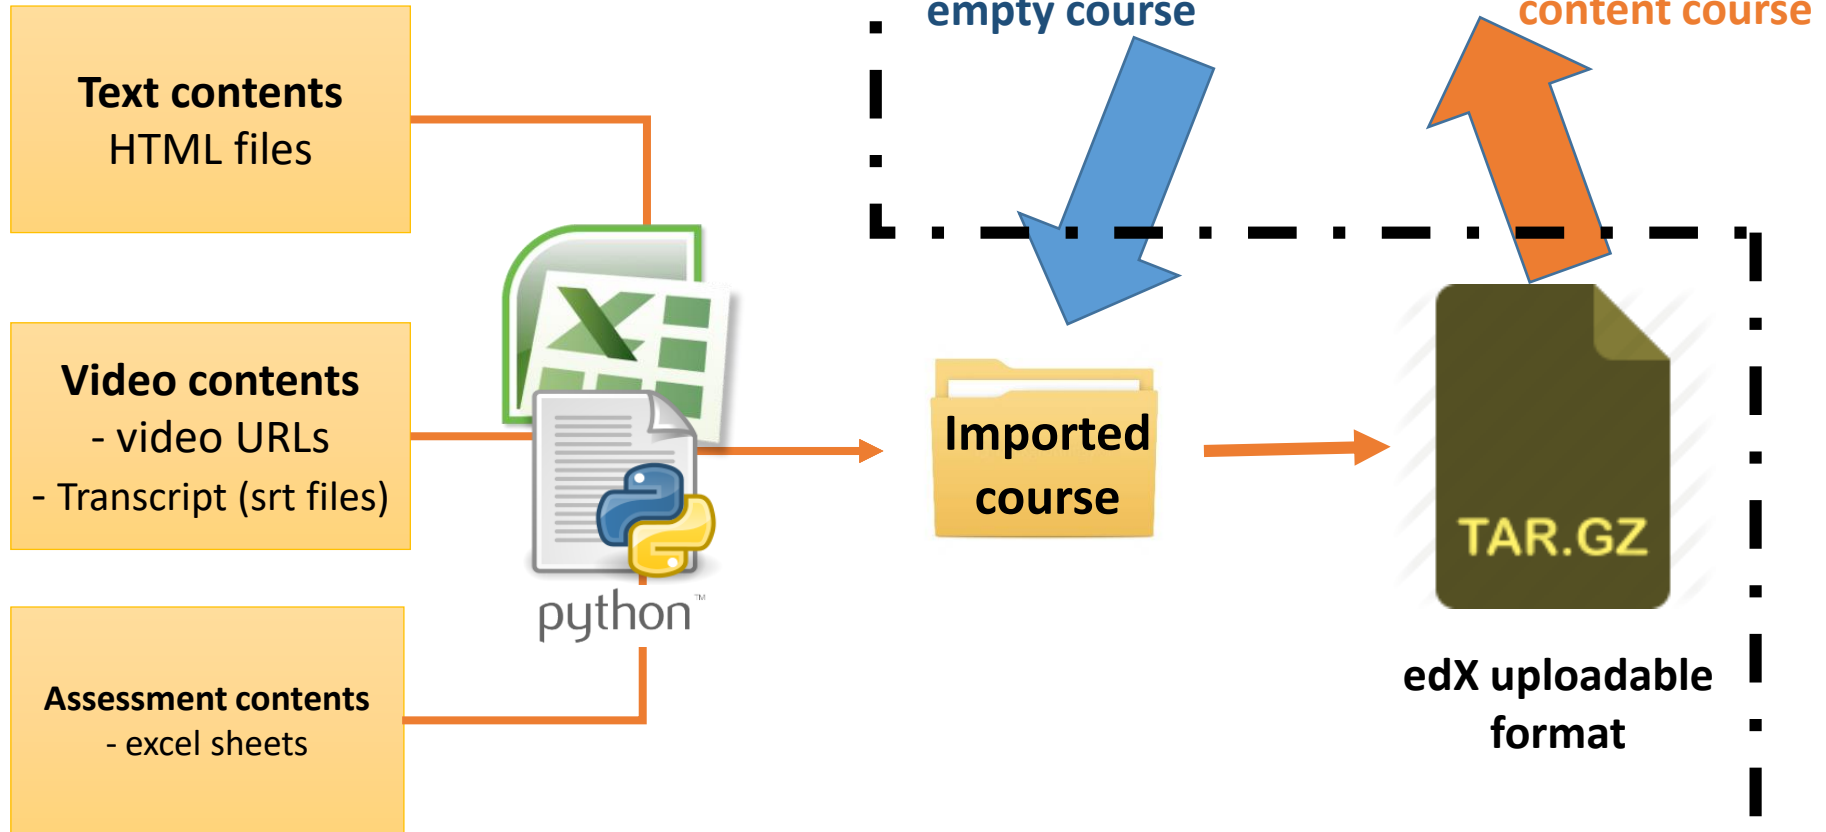 empty course
content course
Text contents
HTML files
Video contents
- video URLs
- Transcript (srt files)
Assessment contents
- excel sheets
python™
Imported
course
TAR.GZ
edX uploadable
format